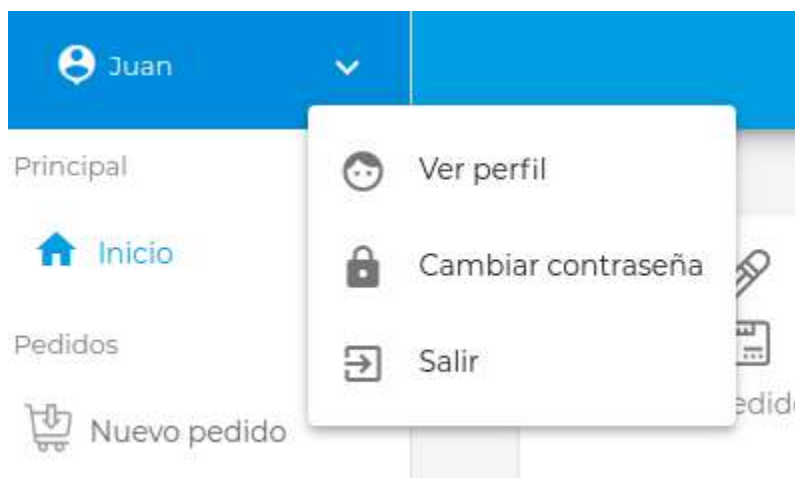 Juan
Principal
Inicio
Pedidos
Nuevo pedido
Ver perfil
Cambiar contraseña
Salir